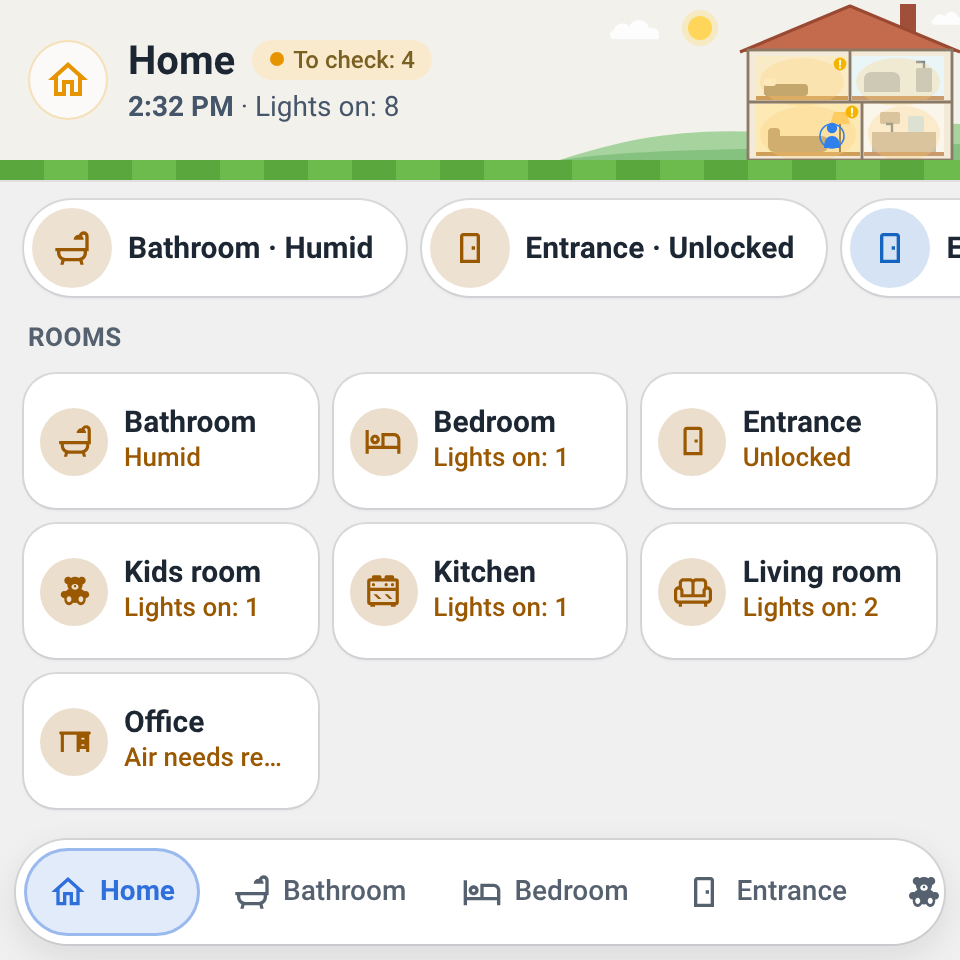 Home
To check: 4
2:32 PM · Lights on: 8
Bathroom · Humid
Entrance · Unlocked
ROOMS
Bathroom
Humid
Bedroom
Lights on: 1
Entrance
Unlocked
Kids room
Lights on: 1
Kitchen
Lights on: 1
Living room
Lights on: 2
Office
Air needs re...
Home
Bathroom
Bedroom
Entrance